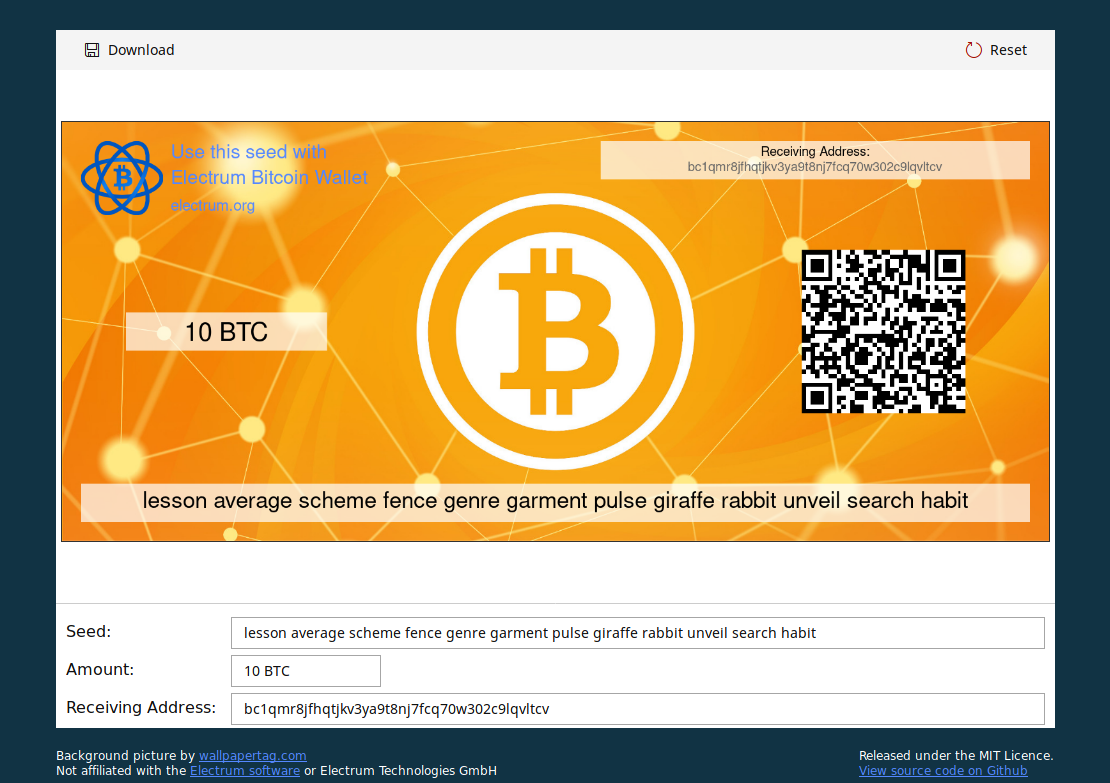 Download
Reset
Use this seed with
Electrum Bitcoin Wallet
electrum.org
Receiving Address:
bc1qmr8jfhqtjkv3ya9t8nj7fcq70w302c9lqvltcv
10 BTC
lesson average scheme fence genre garment pulse giraffe rabbit unveil search habit
Seed:
lesson average scheme fence genre garment pulse giraffe rabbit unveil search habit
Amount:
10 BTC
Receiving Address:
bc1qmr8jfhqtjkv3ya9t8nj7fcq70w302c9lqvltcv
Background picture by wallpapertag.com
Not affiliated with the Electrum software or Electrum Technologies GmbH
Released under the MIT Licence.
View source code on Github